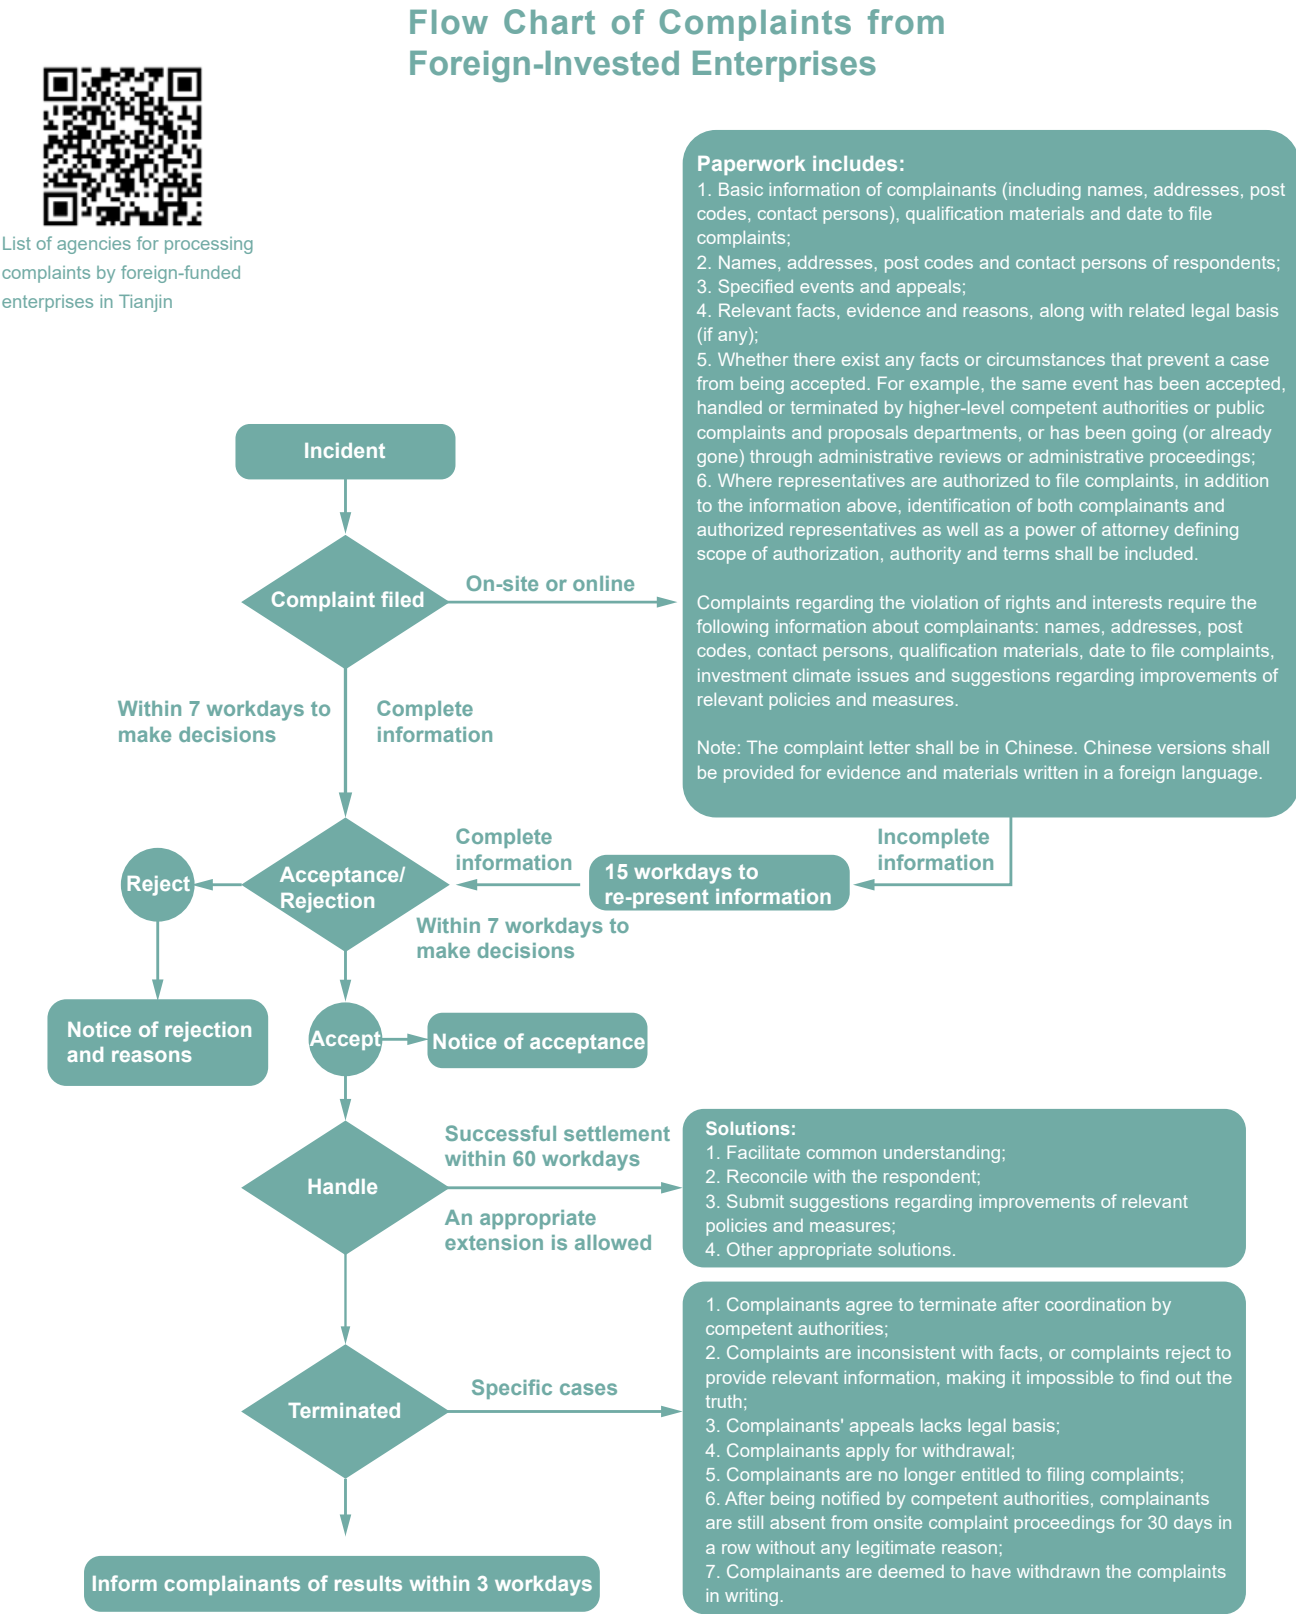 Flow Chart of Complaints from
Foreign-Invested Enterprises
List of agencies for processing
complaints by foreign-funded
enterprises in Tianjin
Paperwork includes:
1. Basic information of complainants (including names, addresses, post
codes, contact persons), qualification materials and date to file
complaints;
2. Names, addresses, post codes and contact persons of respondents;
3. Specified events and appeals;
4. Relevant facts, evidence and reasons, along with related legal basis
(if any);
5. Whether there exist any facts or circumstances that prevent a case
from being accepted. For example, the same event has been accepted,
handled or terminated by higher-level competent authorities or public
complaints and proposals departments, or has been going (or already
gone) through administrative reviews or administrative proceedings;
6. Where representatives are authorized to file complaints, in addition
to the information above, identification of both complainants and
authorized representatives as well as a power of attorney defining
scope of authorization, authority and terms shall be included.
Complaints regarding the violation of rights and interests require the
following information about complainants: names, addresses, post
codes, contact persons, qualification materials, date to file complaints,
investment climate issues and suggestions regarding improvements of
relevant policies and measures.
Note: The complaint letter shall be in Chinese. Chinese versions shall
be provided for evidence and materials written in a foreign language.
Incident
Complaint filed
On-site or online
Within 7 workdays to
make decisions
Complete
information
Incomplete
information
15 workdays to
re-present information
Complete
information
Within 7 workdays to
make decisions
Acceptance/
Rejection
Reject
Notice of rejection
and reasons
Accept
Notice of acceptance
Handle
Successful settlement
within 60 workdays
An appropriate
extension is allowed
Solutions:
1. Facilitate common understanding;
2. Reconcile with the respondent;
3. Submit suggestions regarding improvements of relevant
policies and measures;
4. Other appropriate solutions.
Terminated
Specific cases
1. Complainants agree to terminate after coordination by
competent authorities;
2. Complaints are inconsistent with facts, or complaints reject to
provide relevant information, making it impossible to find out the
truth;
3. Complainants' appeals lacks legal basis;
4. Complainants apply for withdrawal;
5. Complainants are no longer entitled to filing complaints;
6. After being notified by competent authorities, complainants
are still absent from onsite complaint proceedings for 30 days in
a row without any legitimate reason;
7. Complainants are deemed to have withdrawn the complaints
in writing.
Inform complainants of results within 3 workdays